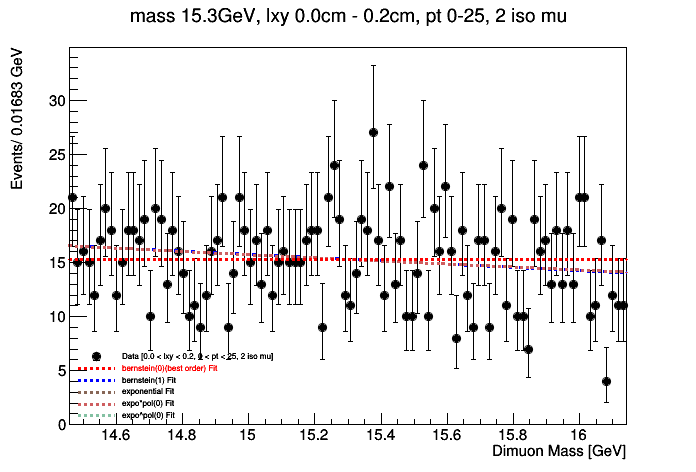 mass 15.3GeV, lxy 0.0cm - 0.2cm, pt 0-25, 2 iso mu
Events/ 0.01683 GeV
30
25
20
15
10
5
0
Data [0.0 < lxy < 0.2, 0 < pt < 25, 2 iso mu]
bernstein(0)(best order) Fit
bernstein(1) Fit
exponential Fit
expo*pol(0) Fit
expo^pol(0) Fit
14.6 14.8 15 15.2 15.4 15.6 15.8 16
Dimuon Mass [GeV]